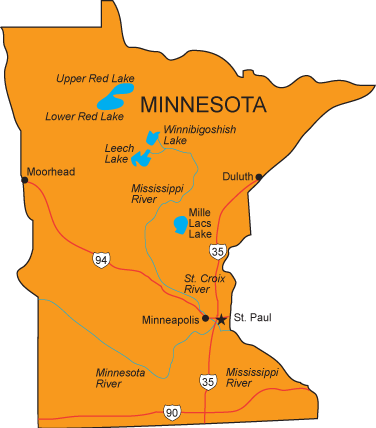 Upper Red Lake
Lower Red Lake
MINNESOTA
Winnibigoshish
Lake
Leech
Lake
Moorhead
Mississippi
River
Duluth
Mille
Lacs
Lake
35
94
St. Croix
River
Minneapolis
St. Paul
Minnesota
River
Mississippi
River
35
90